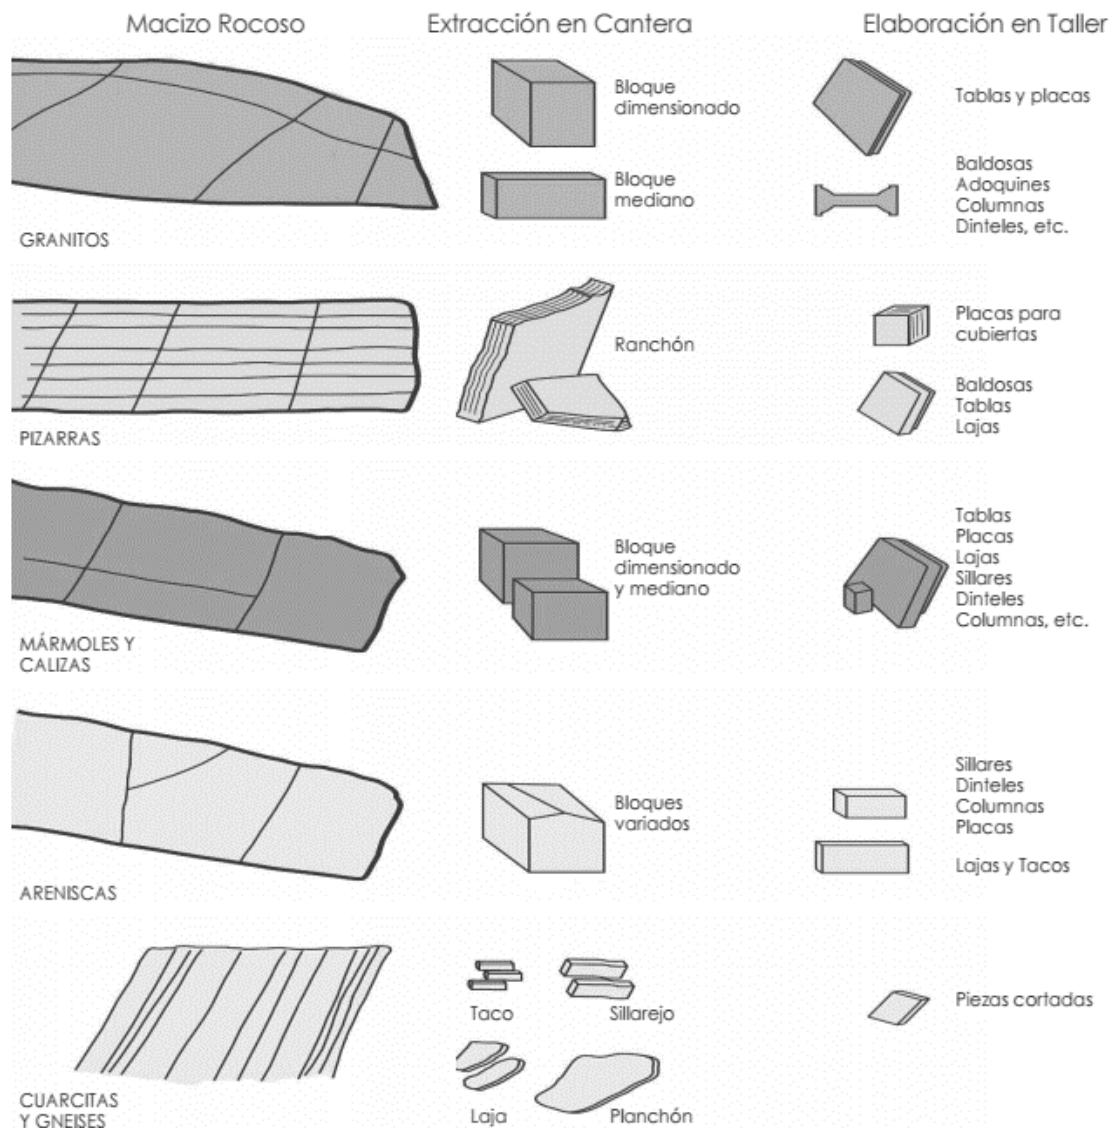 Macizo Rocoso
Extracción en Cantera
Elaboración en Taller
Bloque
dimensionado
Bloque
mediano
Tablas y placas
Baldosas
Adoquines
Columnas
Dinteles, etc.
GRANITOS
Ranchón
Placas para
cubiertas
Baldosas
Tablas
Lajas
PIZARRAS
Bloque
dimensionado
y mediano
Tablas
Placas
Lajas
Sillares
Dinteles
Columnas, etc.
MÁRMOLES Y
CALIZAS
Bloques
variados
Sillares
Dinteles
Columnas
Placas
Lajas y Tacos
ARENISCAS
Taco
Sillarejo
Laja
Planchón
Piezas cortadas
CUARCITAS
Y GNEISES